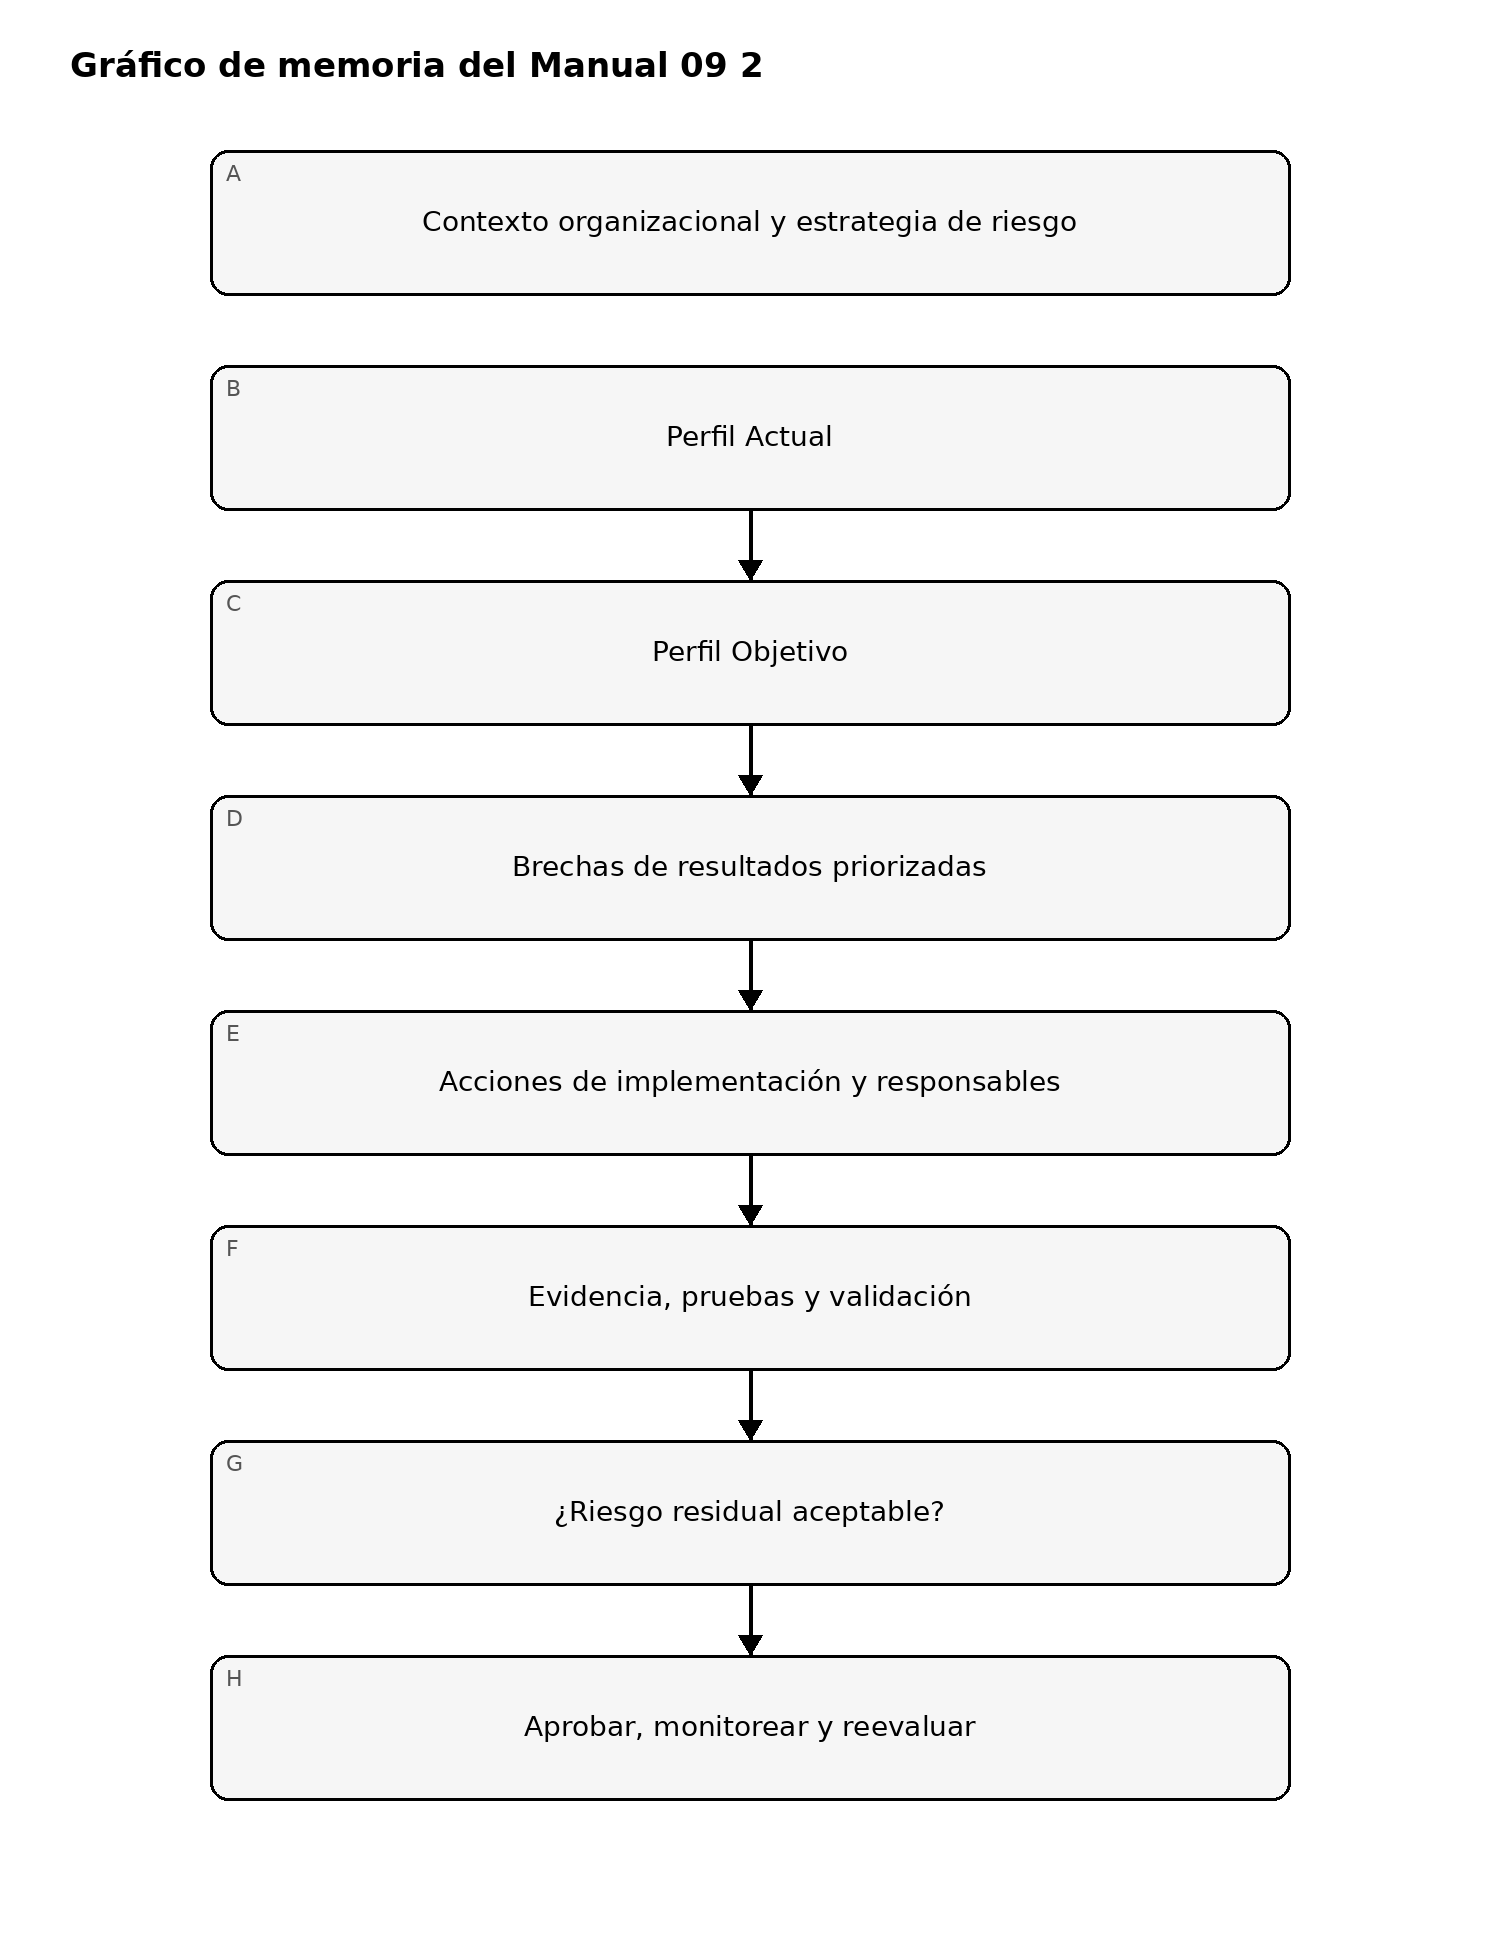 Gráfico de memoria del Manual 09 2
A
Contexto organizacional y estrategia de riesgo
B
Perfil Actual
C
Perfil Objetivo
D
Brechas de resultados priorizadas
E
Acciones de implementación y responsables
F
Evidencia, pruebas y validación
G
¿Riesgo residual aceptable?
H
Aprobar, monitorear y reevaluar